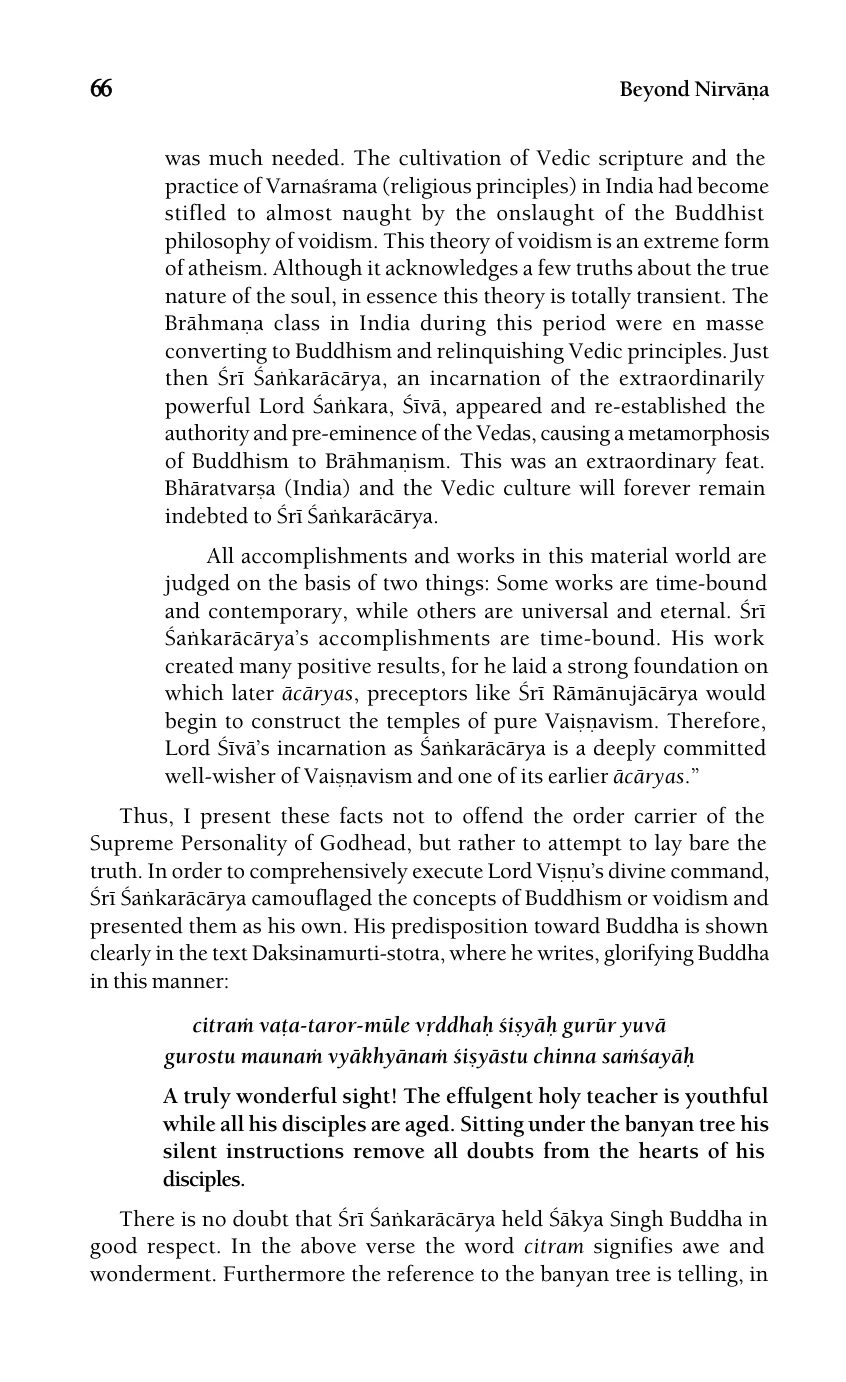 66 Beyond Nirvāṇa
was much needed. The cultivation of Vedic scripture and the
practice of Varnaśrama (religious principles) in India had become
stifled to almost naught by the onslaught of the Buddhist
philosophy of voidism. This theory of voidism is an extreme form
of atheism. Although it acknowledges a few truths about the true
nature of the soul, in essence this theory is totally transient. The
Brāhmaṇa class in India during this period were en masse
converting to Buddhism and relinquishing Vedic principles. Just
then Śrī Śaṅkarācārya, an incarnation of the extraordinarily
powerful Lord Śaṅkara, Śīvā, appeared and re-established the
authority and pre-eminence of the Vedas, causing a metamorphosis
of Buddhism to Brāhmaṇism. This was an extraordinary feat.
Bhāratvarṣa (India) and the Vedic culture will forever remain
indebted to Śrī Śaṅkarācārya.
All accomplishments and works in this material world are
judged on the basis of two things: Some works are time-bound
and contemporary, while others are universal and eternal. Śrī
Śaṅkarācārya’s accomplishments are time-bound. His work
created many positive results, for he laid a strong foundation on
which later ācāryas, preceptors like Śrī Rāmānujācārya would
begin to construct the temples of pure Vaiṣṇavism. Therefore,
Lord Śīvā’s incarnation as Śaṅkarācārya is a deeply committed
well-wisher of Vaiṣṇavism and one of its earlier ācāryas.”
Thus, I present these facts not to offend the order carrier of the
Supreme Personality of Godhead, but rather to attempt to lay bare the
truth. In order to comprehensively execute Lord Viṣṇu’s divine command,
Śrī Śaṅkarācārya camouflaged the concepts of Buddhism or voidism and
presented them as his own. His predisposition toward Buddha is shown
clearly in the text Daksinamurti-stotra, where he writes, glorifying Buddha
in this manner:
citraṁ vaṭa-taror-mūle vṛddhaḥ śiṣyāḥ gurūr yuvā
gurostu maunaṁ vyākhyānaṁ śiṣyāstu chinna saṁśayāḥ
A truly wonderful sight! The effulgent holy teacher is youthful
while all his disciples are aged. Sitting under the banyan tree his
silent instructions remove all doubts from the hearts of his
disciples.
There is no doubt that Śrī Śaṅkarācārya held Śākya Singh Buddha in
good respect. In the above verse the word citram signifies awe and
wonderment. Furthermore the reference to the banyan tree is telling, in